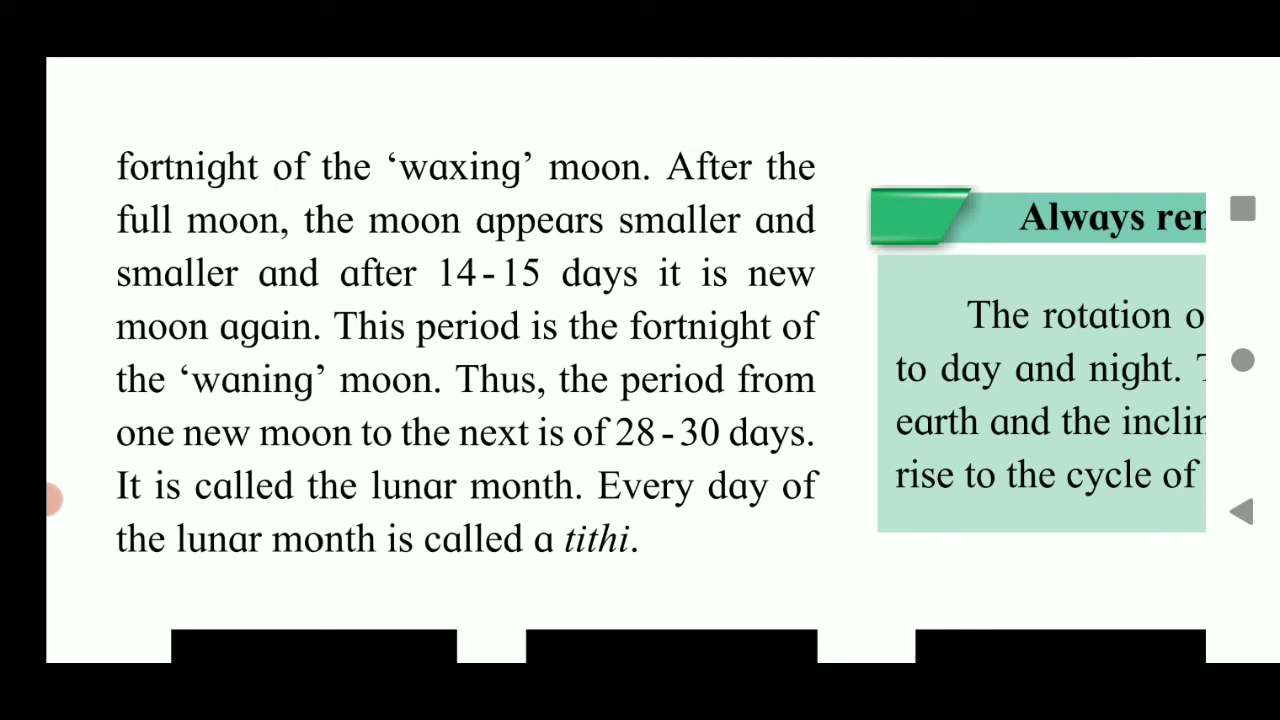 fortnight of the ‘waxing’ moon. After the
full moon, the moon appears smaller and
smaller and after 14-15 days it is new
moon again. This period is the fortnight of
the ‘waning’ moon. Thus, the period from
one new moon to the next is of 28-30 days.
It is called the lunar month. Every day of
the lunar month is called a tithi.
Always
The rotation
to day and night.
earth and the
rise to the cycle of